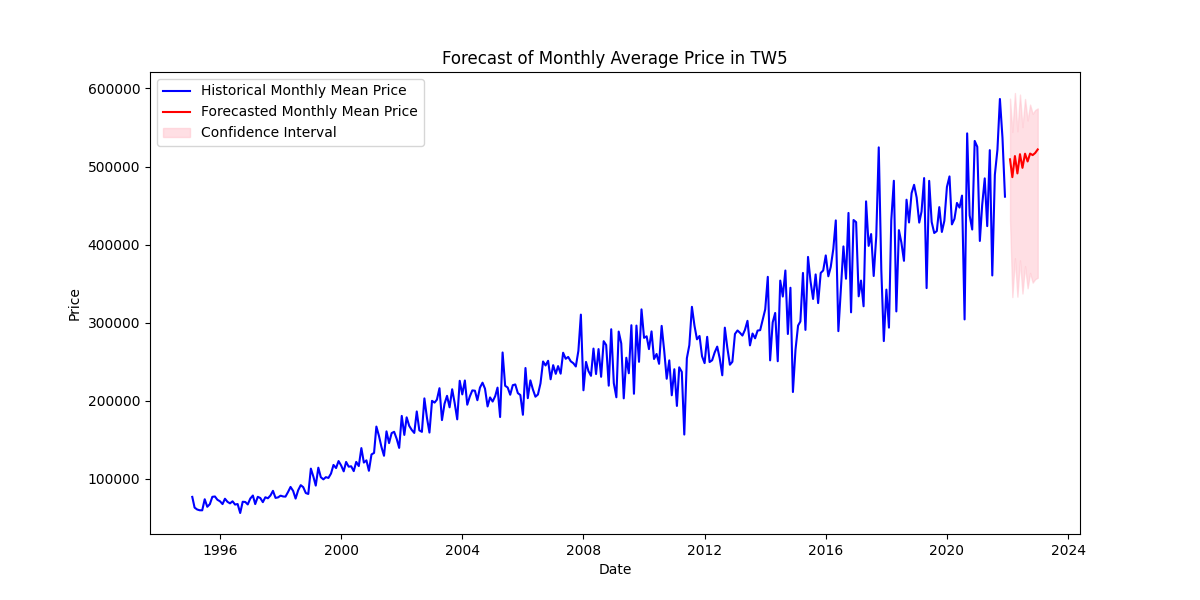 Forecast of Monthly Average Price in TW5
Historical Monthly Mean Price
Forecasted Monthly Mean Price
Confidence Interval
600000
500000
400000
300000
200000
100000
Price
1996
2000
2004
2008
2012
2016
2020
2024
Date